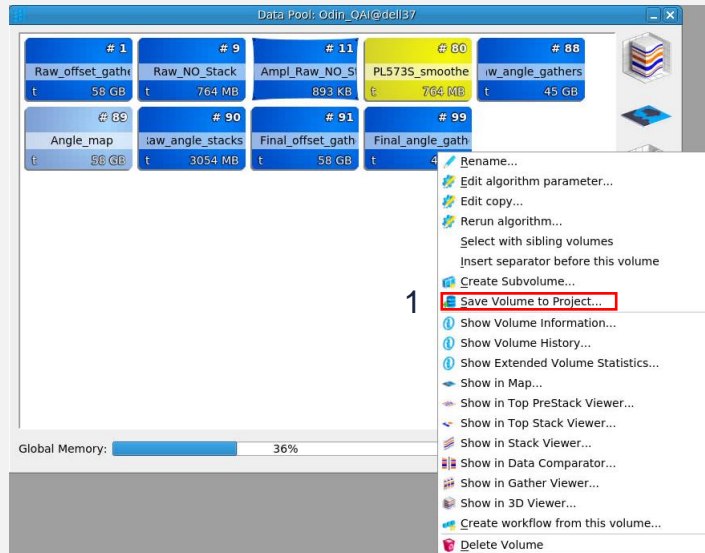 Data Pool: Odin_QAI@dell37
# 1
Raw_offset_gathe
t 58 GB
# 9
Raw_NO_Stack
t 764 MB
# 11
Ampl_Raw_NO_S
893 KB
# 80
PL573S_smoothe
t 764 MB
# 88
w_angle_gathers
t 45 GB
# 89
Angle_map
t 58 GB
# 90
aw_angle_stacks
t 3054 MB
# 91
Final_offset_gath
t 58 GB
# 99
Final_angle_gath
t 4
Rename...
Edit algorithm parameter...
Edit copy...
Rerun algorithm...
Select with sibling volumes
Insert separator before this volume
Create Subvolume...
1 Save Volume to Project...
Show Volume Information...
Show Volume History...
Show Extended Volume Statistics...
Show in Map...
Show in Top PreStack Viewer...
Show in Top Stack Viewer...
Show in Stack Viewer...
Show in Data Comparator...
Show in Gather Viewer...
Show in 3D Viewer...
Create workflow from this volume...
Delete Volume
Global Memory: 36%